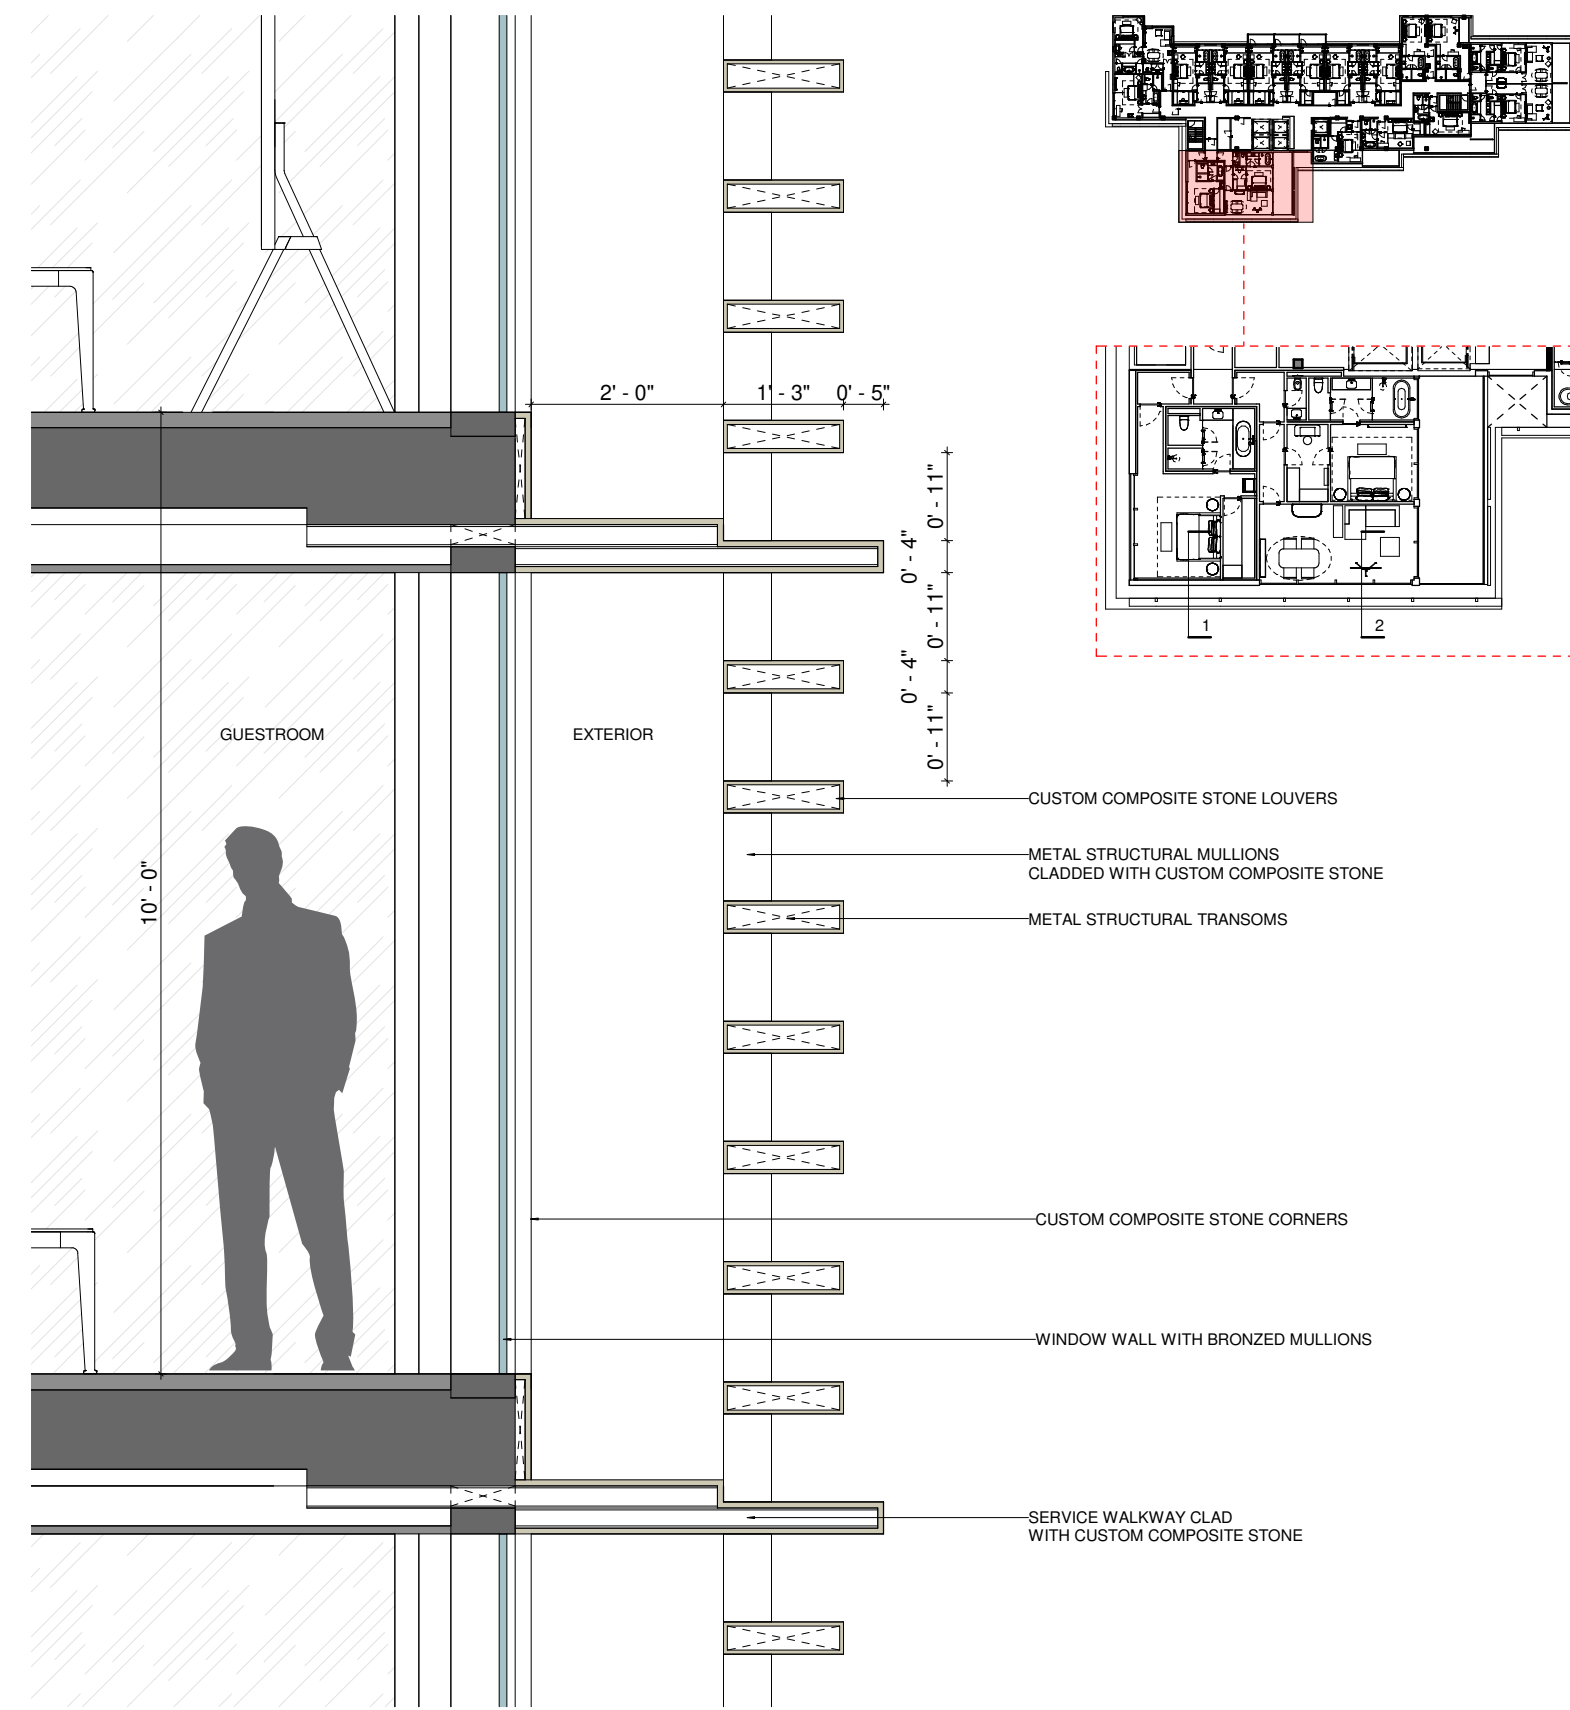 2' - 0"
1' - 3"
0' - 5"
0' - 11"
0' - 4"
0' - 11"
0' - 4"
0' - 11"
1
2
GUESTROOM
EXTERIOR
10' - 0"
CUSTOM COMPOSITE STONE LOUVERS
METAL STRUCTURAL MULLIONS
CLADDED WITH CUSTOM COMPOSITE STONE
METAL STRUCTURAL TRANSOMS
CUSTOM COMPOSITE STONE CORNERS
WINDOW WALL WITH BRONZED MULLIONS
SERVICE WALKWAY CLAD
WITH CUSTOM COMPOSITE STONE